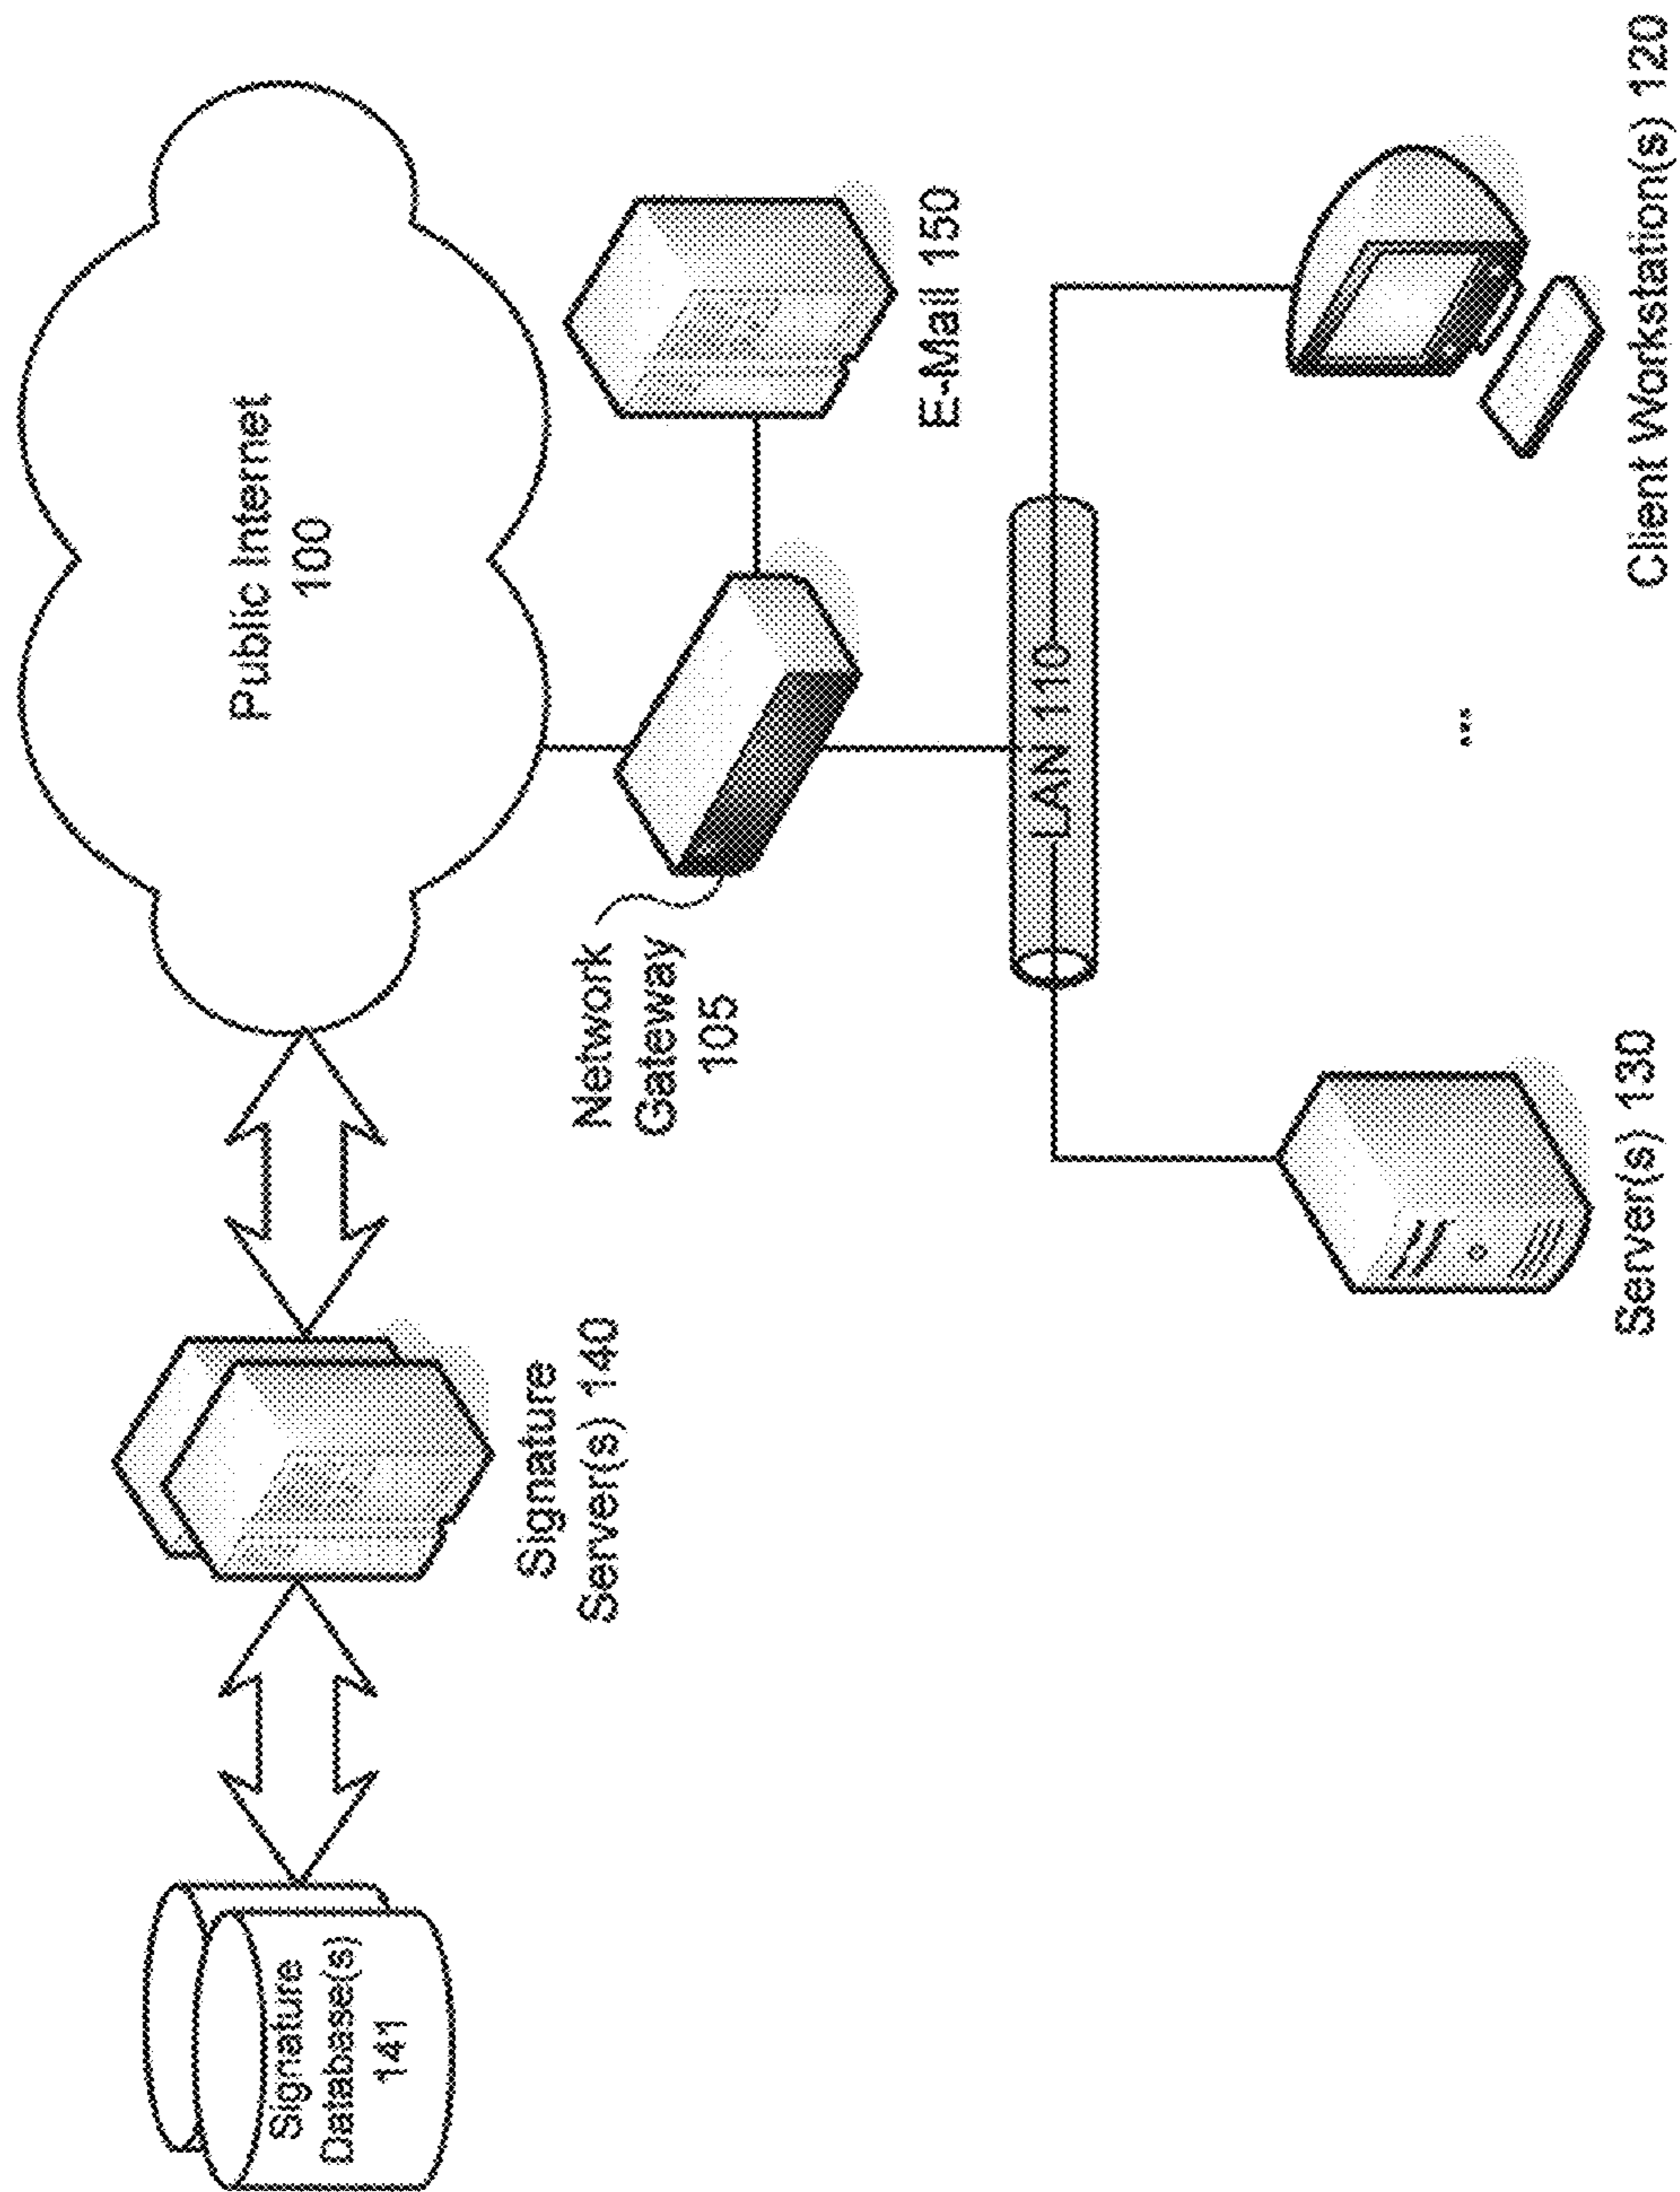 Signature
Database(s)
141
Signature
Server(s) 140
Public Internet
100
Network
Gateway
105
E-Mail 150
LAN 110
Server(s) 130
...
Client Workstation(s) 120